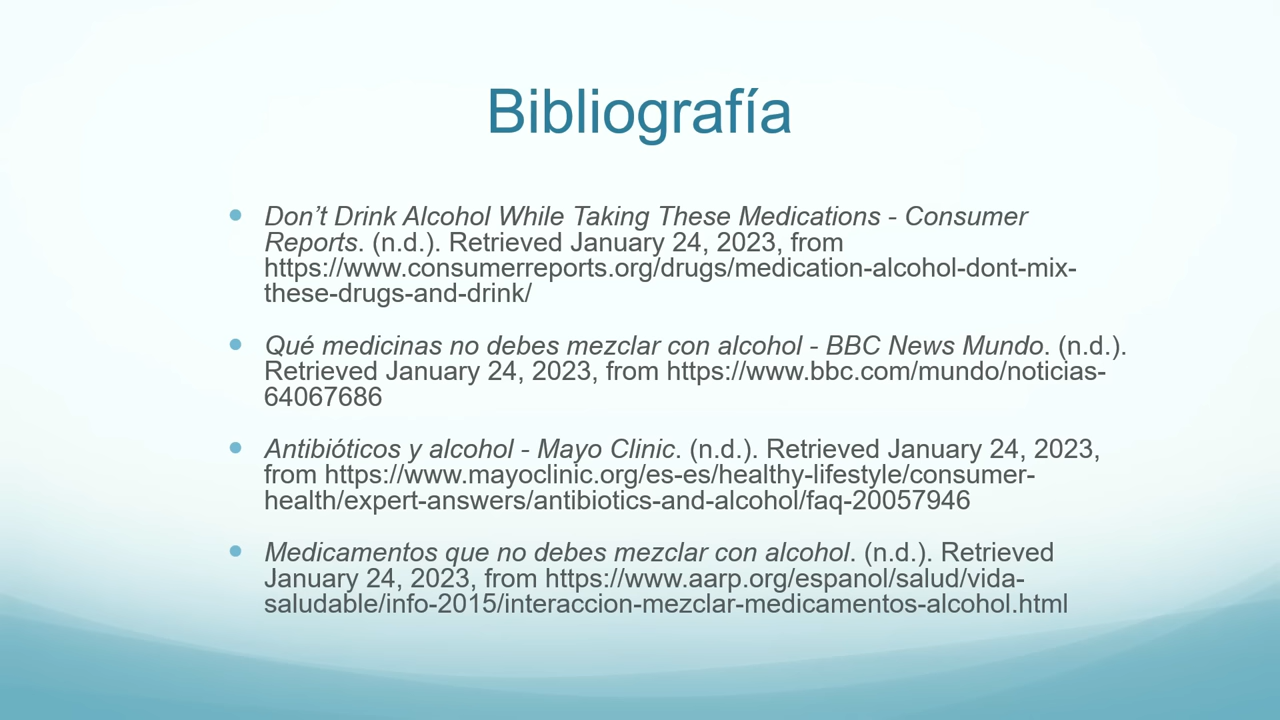 Bibliografía
Don’t Drink Alcohol While Taking These Medications - Consumer
Reports. (n.d.). Retrieved January 24, 2023, from
https://www.consumerreports.org/drugs/medication-alcohol-dont-mix-
these-drugs-and-drink/
Qué medicinas no debes mezclar con alcohol - BBC News Mundo. (n.d.).
Retrieved January 24, 2023, from https://www.bbc.com/mundo/noticias-
64067686
Antibióticos y alcohol - Mayo Clinic. (n.d.). Retrieved January 24, 2023,
from https://www.mayoclinic.org/es-es/healthy-lifestyle/consumer-
health/expert-answers/antibiotics-and-alcohol/faq-20057946
Medicamentos que no debes mezclar con alcohol. (n.d.). Retrieved
January 24, 2023, from https://www.aarp.org/espanol/salud/vida-
saludable/info-2015/interaccion-mezclar-medicamentos-alcohol.html